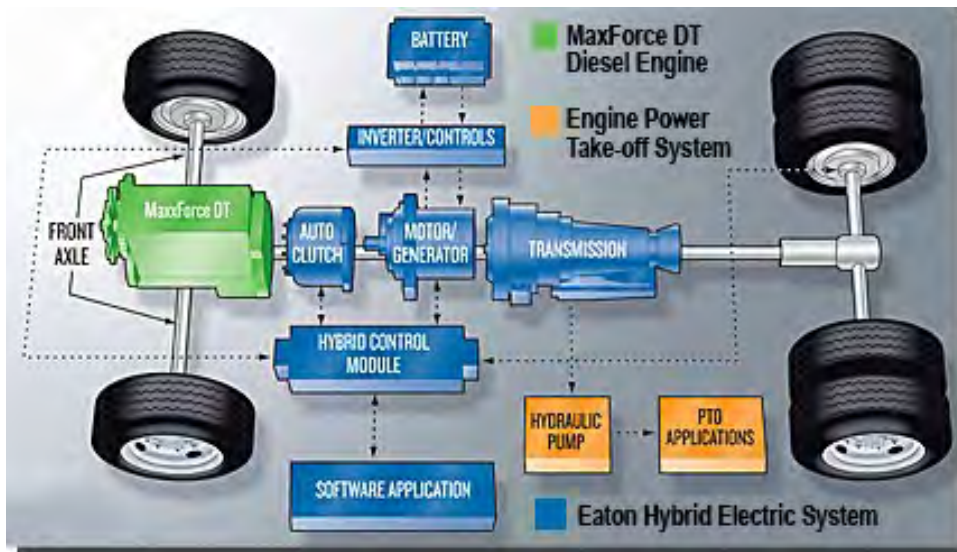 BATTERY
MaxForce DT
Diesel Engine
Engine Power
Take-off System
INVERTER/CONTROLS
MaxxForce DT
FRONT
AXLE
AUTO
CLUTCH
MOTOR/
GENERATOR
TRANSMISSION
HYBRID CONTROL
MODULE
HYDRAULIC
PUMP
PTO
APPLICATIONS
SOFTWARE APPLICATION
Eaton Hybrid Electric System